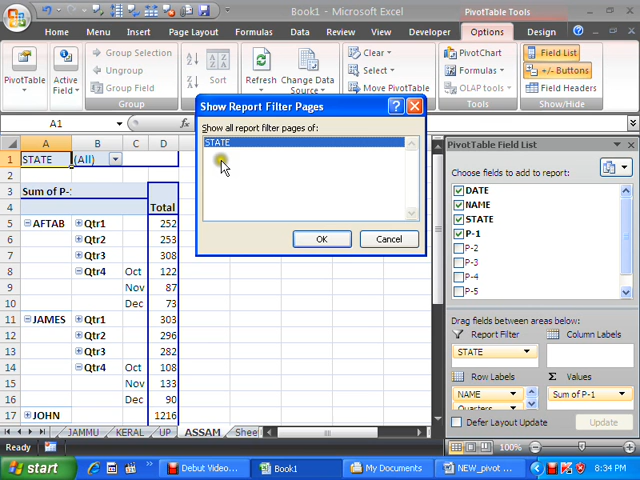 Book1 - Microsoft Excel
PivotTable Tools
Home
Menu
Insert
Page Layout
Formulas
Data
Review
View
Developer
Options
Design
PivotTable
Active
Field
Group Selection
Ungroup
Group Field
Group
Sort
Refresh
Change Data
Source
Clear
Select
Move PivotTable
PivotChart
Formulas
OLAP tools
Field List
+/- Buttons
Field Headers
Show/Hide
A1
Show Report Filter Pages
Show all report filter pages of:
STATE
OK
Cancel
A B C D
1 STATE (All)
2
3 Sum of P-
4 Total
5 AFTAB Qtr1 252
6 Qtr2 253
7 Qtr3 308
8 Qtr4 Oct 122
9 Nov 87
10 Dec 73
11 JAMES Qtr1 303
12 Qtr2 296
13 Qtr3 282
14 Qtr4 Oct 108
15 Nov 133
16 Dec 90
17 JOHN 1216
JAMMU KERAL UP ASSAM Shee
PivotTable Field List
Choose fields to add to report:
DATE
NAME
STATE
P-1
P-2
P-3
P-4
P-5
Drag fields between areas below:
Report Filter
Column Labels
STATE
Row Labels
Σ Values
NAME
Sum of P-1
Quarters
Defer Layout Update
Update
Ready
100%
start
Debut Video...
Book1
My Documents
NEW_pivot ...
8:34 PM